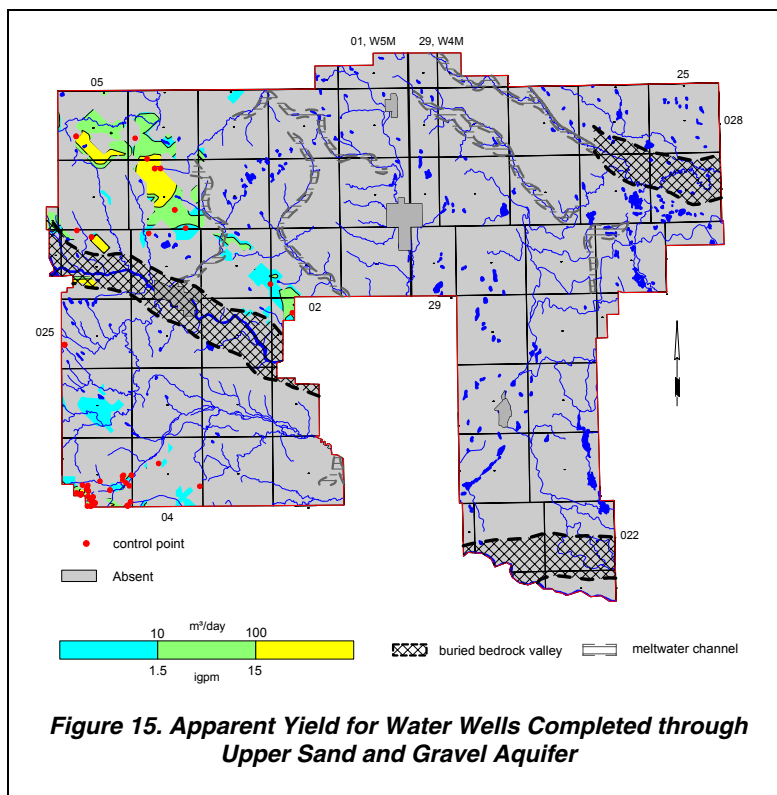 01, W5M 29, W4M
05
25
028
02
29
025
04
022
control point
Absent
m³/day
10 100
1.5 15
igpm
buried bedrock valley
meltwater channel
Figure 15. Apparent Yield for Water Wells Completed through
Upper Sand and Gravel Aquifer